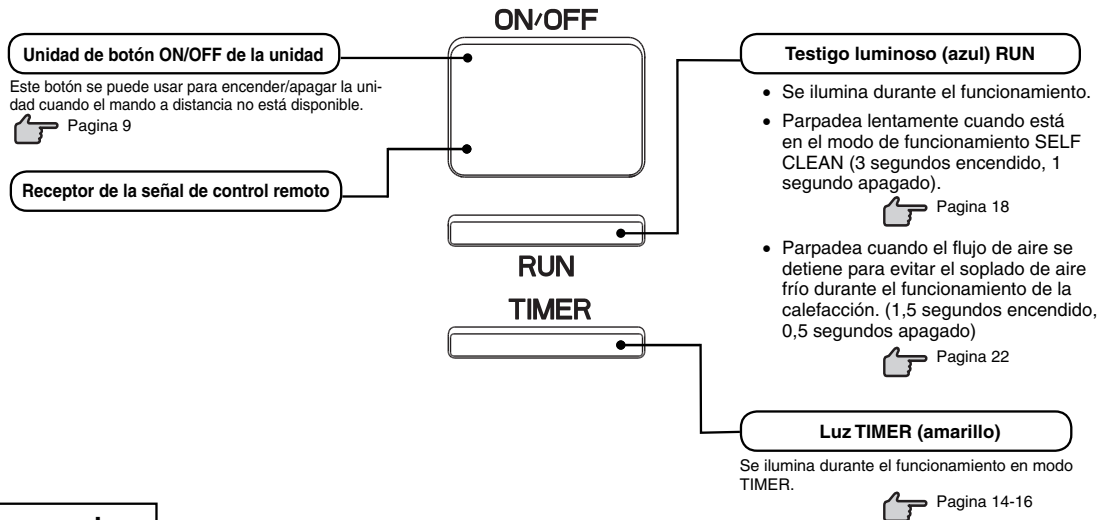 ON/OFF
Unidad de botón ON/OFF de la unidad
Este botón se puede usar para encender/apagar la uni-
dad cuando el mando a distancia no está disponible.
Pagina 9
Receptor de la señal de control remoto
RUN
TIMER
Testigo luminoso (azul) RUN
• Se ilumina durante el funcionamiento.
• Parpadea lentamente cuando está
en el modo de funcionamiento SELF
CLEAN (3 segundos encendido, 1
segundo apagado).
Pagina 18
• Parpadea cuando el flujo de aire se
detiene para evitar el soplado de aire
frío durante el funcionamiento de la
calefacción. (1,5 segundos encendido,
0,5 segundos apagado)
Pagina 22
Luz TIMER (amarillo)
Se ilumina durante el funcionamiento en modo
TIMER.
Pagina 14-16